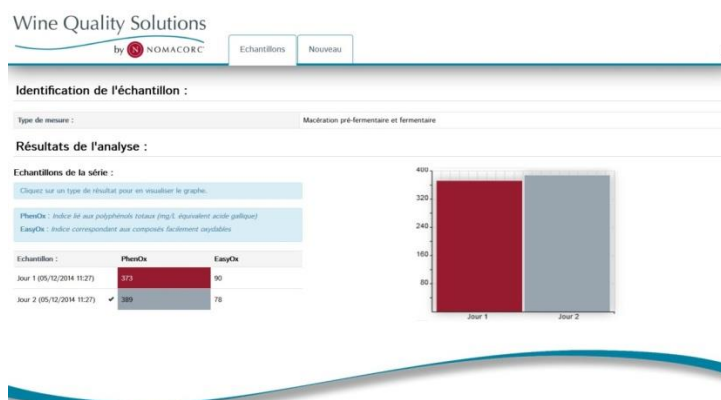 Wine Quality Solutions
by N NOMACORC
Echantillons Nouveau
Identification de l'échantillon :
Type de mesure : Macération pré-fermentaire et fermentaire
Résultats de l'analyse :
Echantillons de la série :
Cliquez sur un type de résultat pour en visualiser le graphe.
PhenOx : Indice lié aux polyphénols totaux (mg/L équivalent acide gallique)
EasyOx : Indice correspondant aux composés facilement oxydables
Echantillon : PhenOx EasyOx
Jour 1 (05/12/2014 11:27) 373 90
Jour 2 (05/12/2014 11:27) ✔ 389 78
400
320
240
160
80
Jour 1 Jour 2